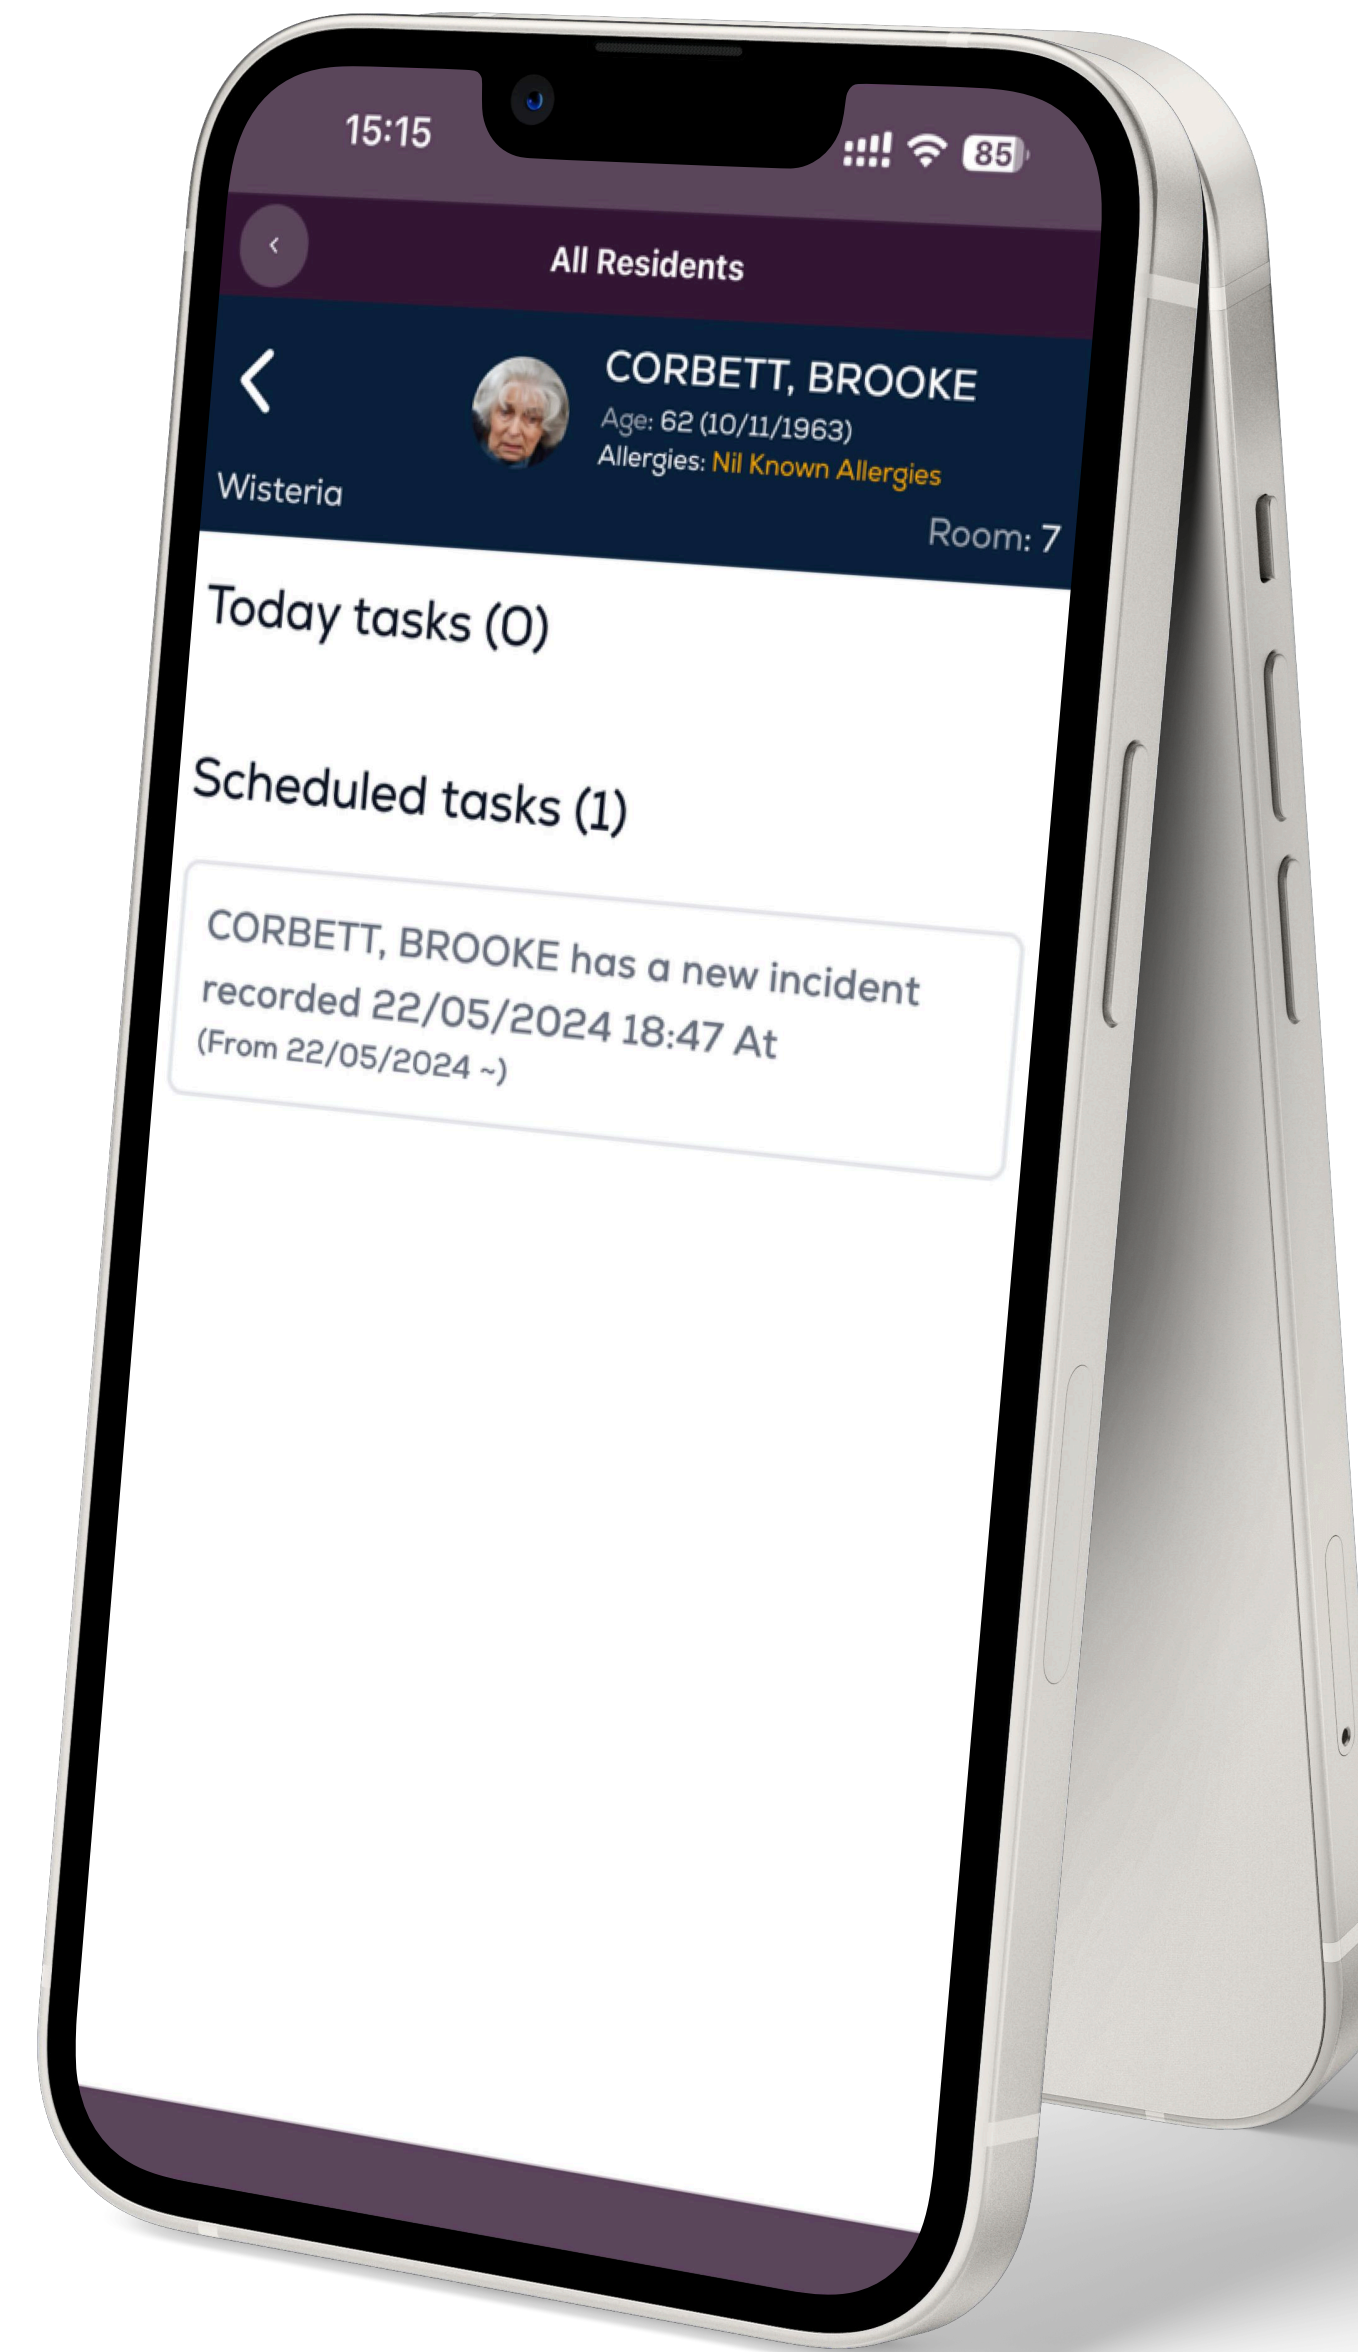 15:15
85
All Residents
CORBETT, BROOKE
Age: 62 (10/11/1963)
Allergies: Nil Known Allergies
Wisteria
Room: 7
Today tasks (0)
Scheduled tasks (1)
CORBETT, BROOKE has a new incident
recorded 22/05/2024 18:47 At
(From 22/05/2024 ~)